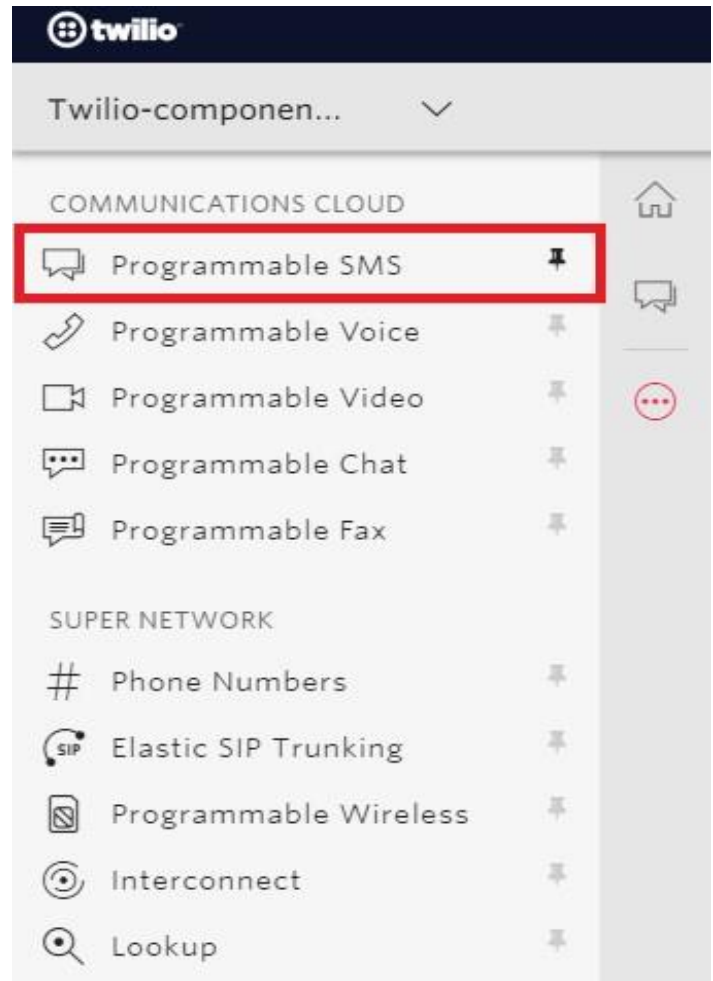 twilio
Twilio-componen...
COMMUNICATIONS CLOUD
Programmable SMS
Programmable Voice
Programmable Video
Programmable Chat
Programmable Fax
SUPER NETWORK
# Phone Numbers
SIP Elastic SIP Trunking
Programmable Wireless
Interconnect
Lookup